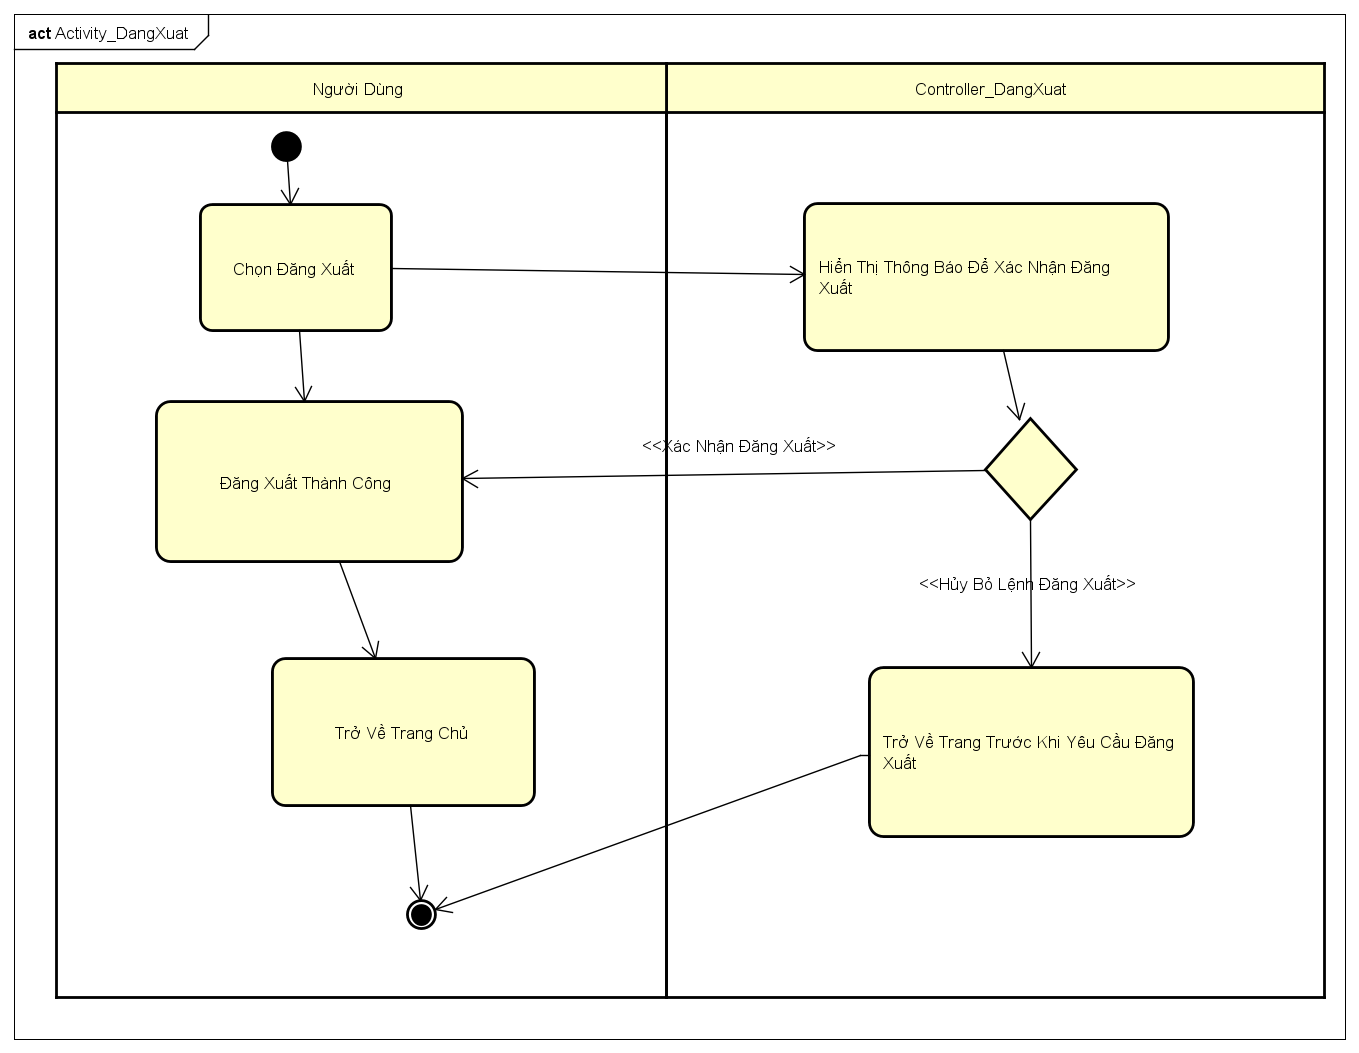 act Activity_DangXuat
Người Dùng
Controller_DangXuat
Chọn Đăng Xuất
Hiển Thị Thông Báo Để Xác Nhận Đăng
Xuất
<<Xác Nhận Đăng Xuất>>
Đăng Xuất Thành Công
<<Hủy Bỏ Lệnh Đăng Xuất>>
Trở Về Trang Chủ
Trở Về Trang Trước Khi Yêu Cầu Đăng
Xuất